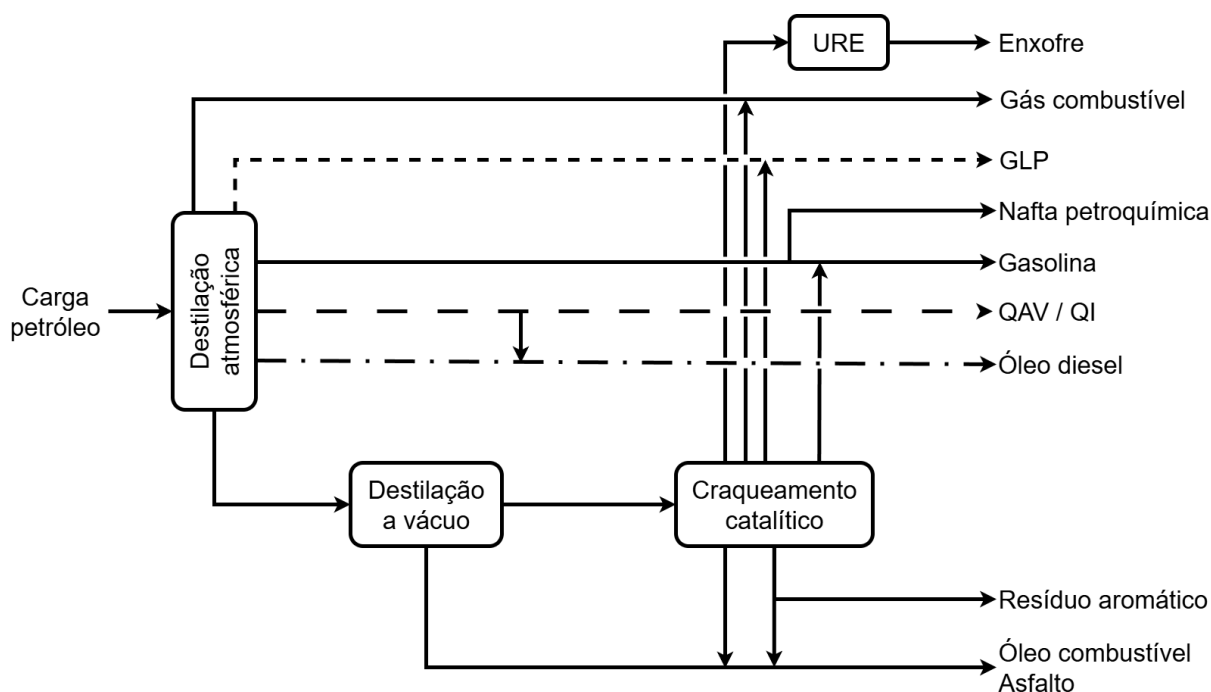 URE
Enxofre
Gás combustível
GLP
Nafta petroquímica
Destilação
atmosférica
Gasolina
Carga
petróleo
QAV / QI
Óleo diesel
Destilação
a vácuo
Craqueamento
catalítico
Resíduo aromático
Óleo combustível
Asfalto